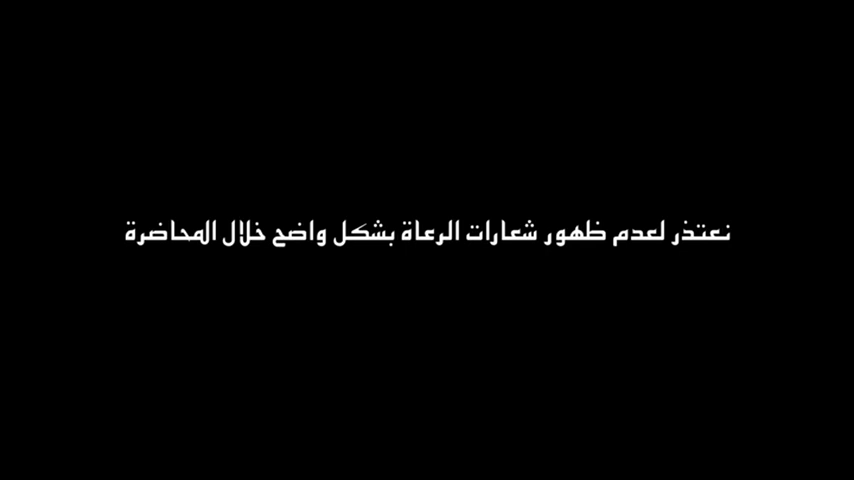 نعتذر لعدم ظهور شعارات الرعاة بشكل واضح خلال المحاضرة